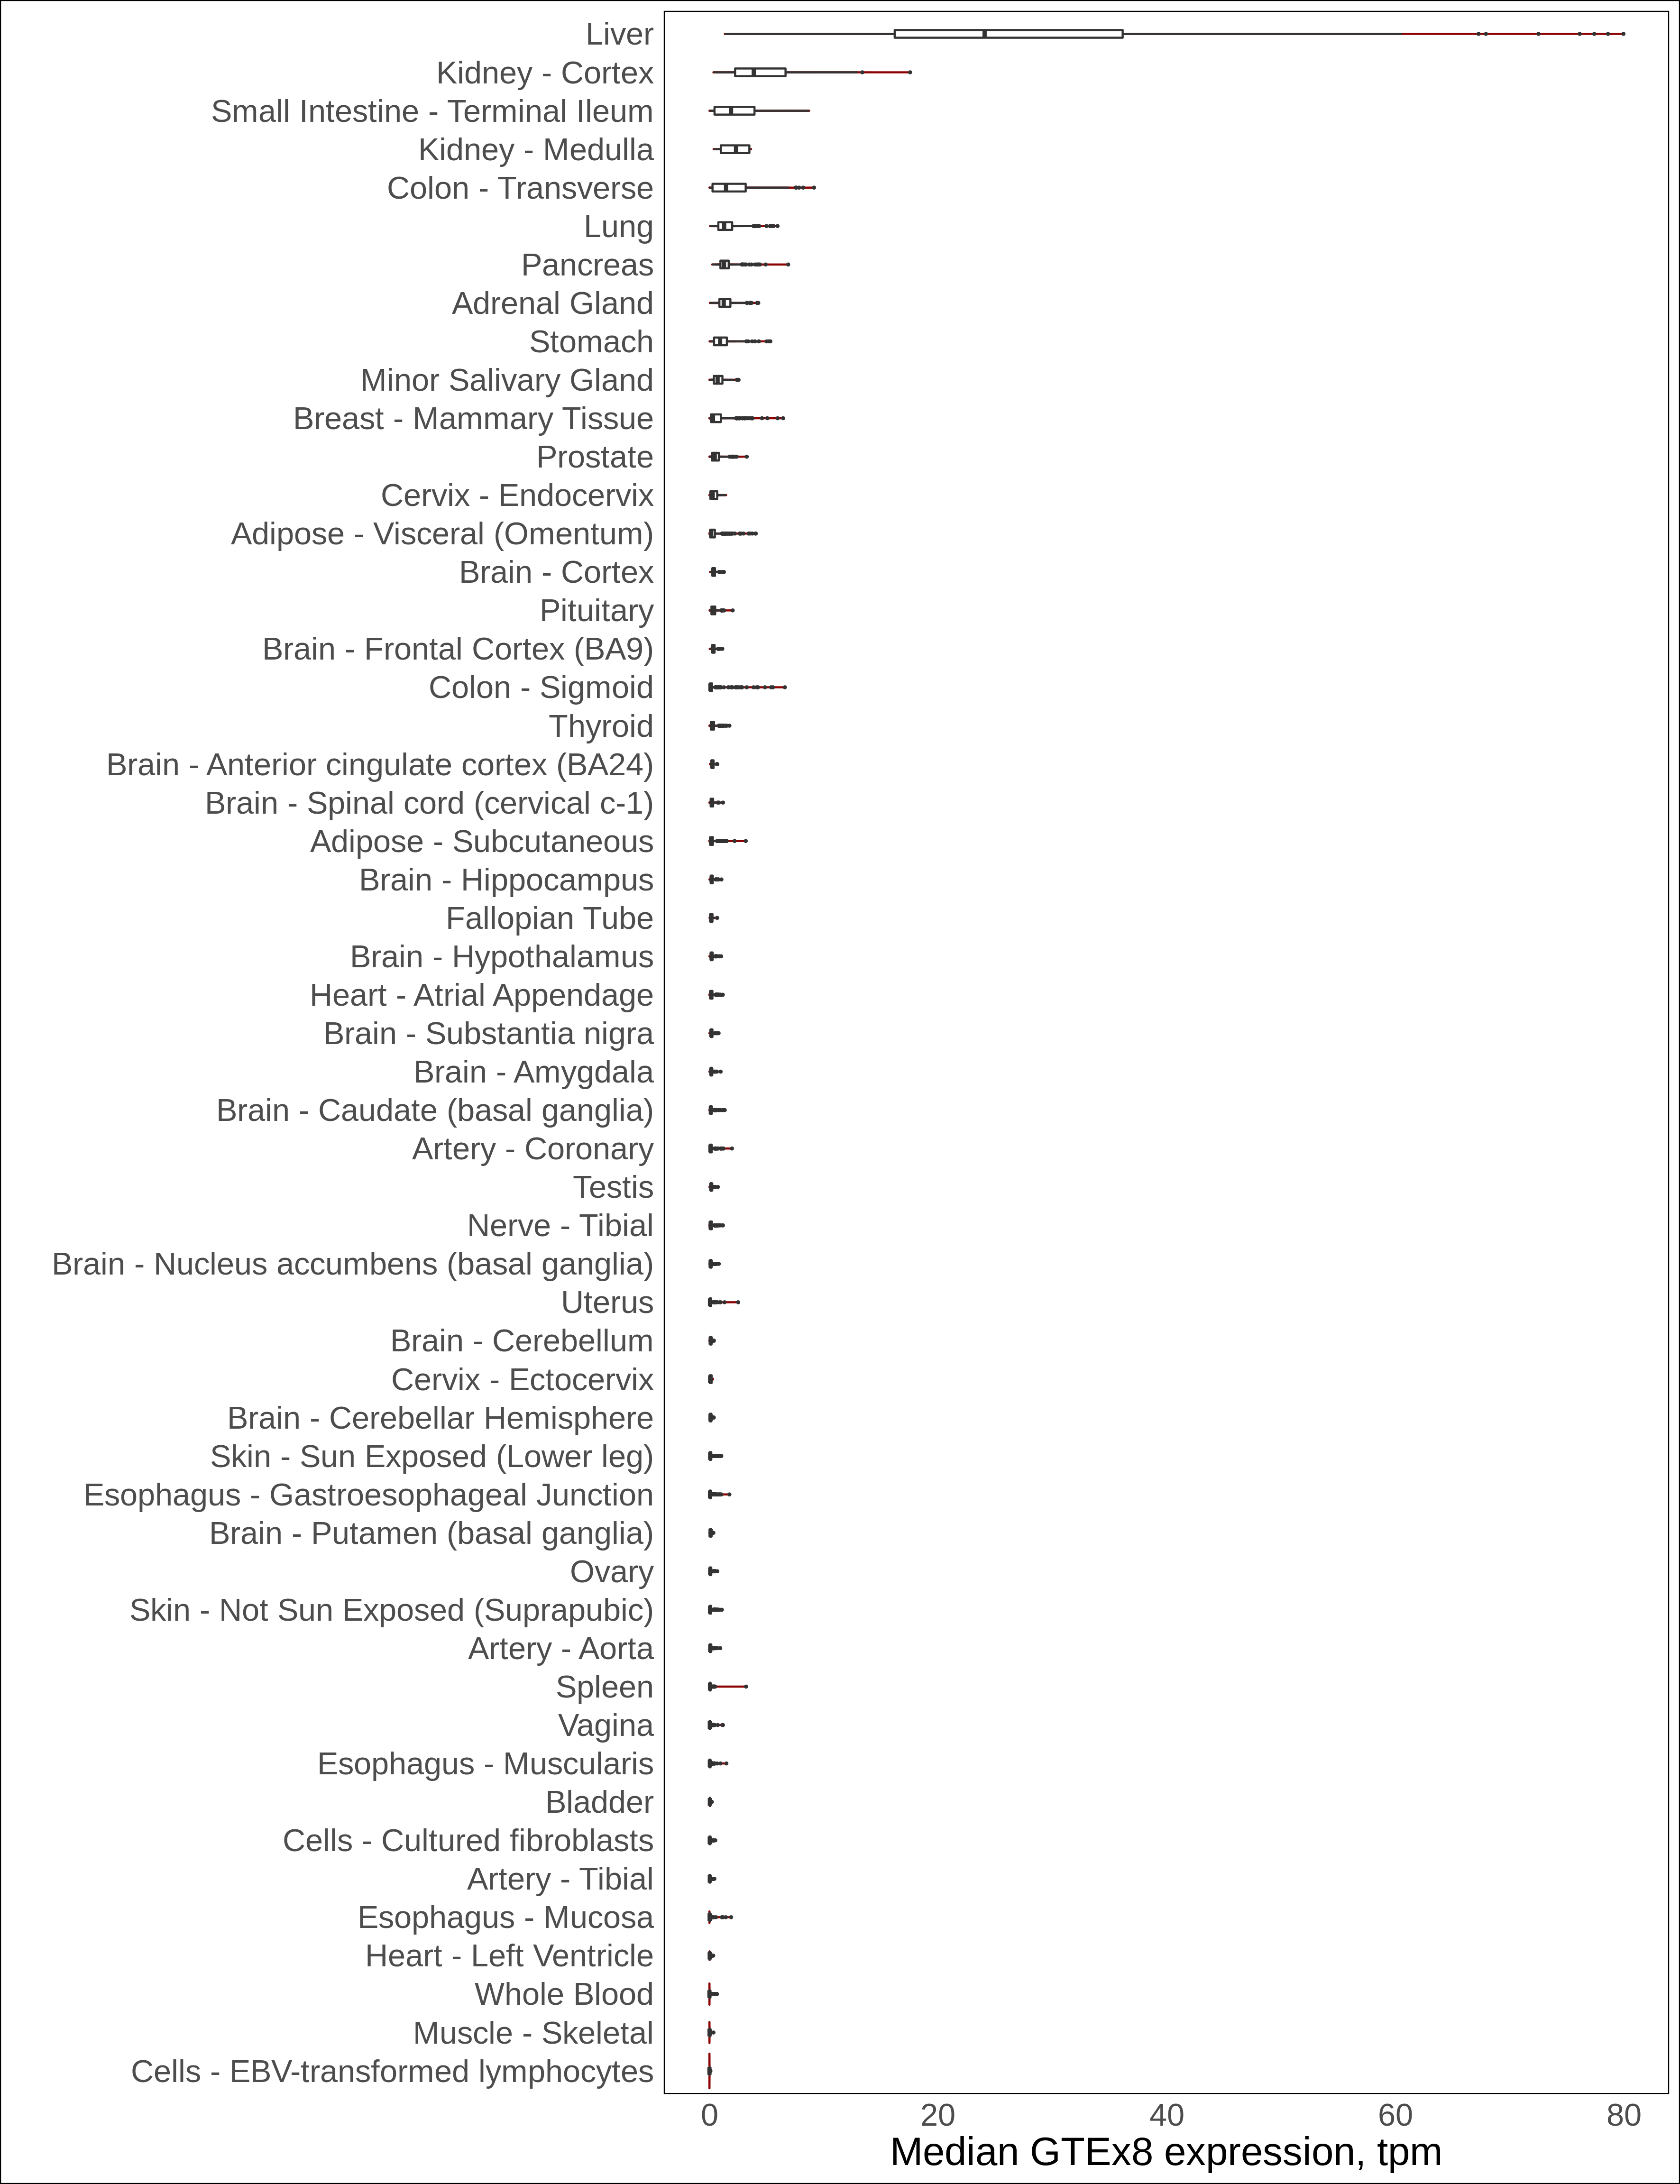 Liver
Kidney - Cortex
Small Intestine - Terminal Ileum
Kidney - Medulla
Colon - Transverse
Lung
Pancreas
Adrenal Gland
Stomach
Minor Salivary Gland
Breast - Mammary Tissue
Prostate
Cervix - Endocervix
Adipose - Visceral (Omentum)
Brain - Cortex
Pituitary
Brain - Frontal Cortex (BA9)
Colon - Sigmoid
Thyroid
Brain - Anterior cingulate cortex (BA24)
Brain - Spinal cord (cervical c-1)
Adipose - Subcutaneous
Brain - Hippocampus
Fallopian Tube
Brain - Hypothalamus
Heart - Atrial Appendage
Brain - Substantia nigra
Brain - Amygdala
Brain - Caudate (basal ganglia)
Artery - Coronary
Testis
Nerve - Tibial
Brain - Nucleus accumbens (basal ganglia)
Uterus
Brain - Cerebellum
Cervix - Ectocervix
Brain - Cerebellar Hemisphere
Skin - Sun Exposed (Lower leg)
Esophagus - Gastroesophageal Junction
Brain - Putamen (basal ganglia)
Ovary
Skin - Not Sun Exposed (Suprapubic)
Artery - Aorta
Spleen
Vagina
Esophagus - Muscularis
Bladder
Cells - Cultured fibroblasts
Artery - Tibial
Esophagus - Mucosa
Heart - Left Ventricle
Whole Blood
Muscle - Skeletal
Cells - EBV-transformed lymphocytes
0 20 40 60 80
Median GTEx8 expression, tpm